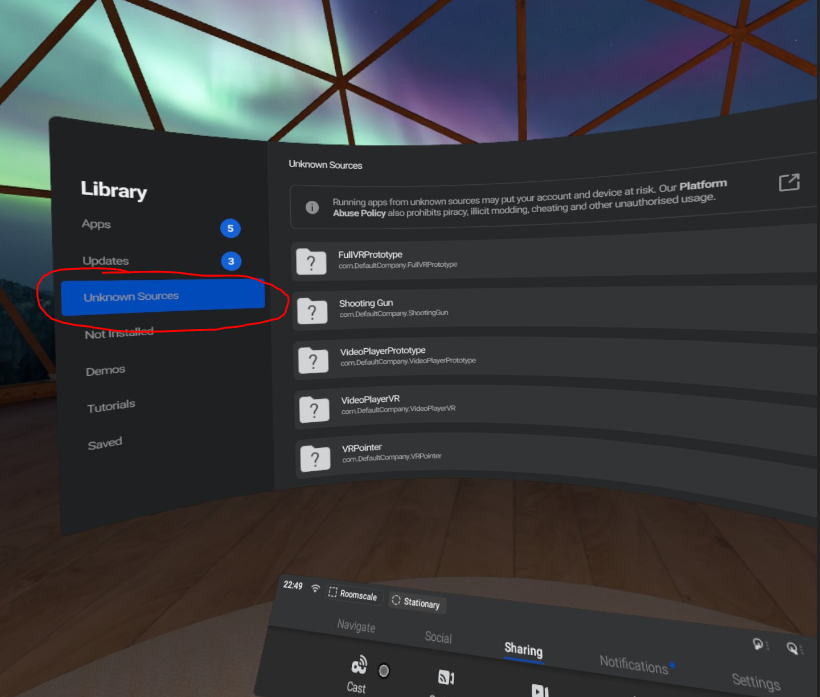 Library
Apps
5
Updates
3
Unknown Sources
Not Installed
Demos
Tutorials
Saved
Unknown Sources
Running apps from unknown sources may put your account and device at risk. Our Platform
Abuse Policy also prohibits piracy, illicit modding, cheating and other unauthorised usage.
FullVRPrototype
com.DefaultCompany.FullVRPrototype
Shooting Gun
com.DefaultCompany.ShootingGun
VideoPlayerPrototype
com.DefaultCompany.VideoPlayerPrototype
VideoPlayerVR
com.DefaultCompany.VideoPlayerVR
VRPointer
com.DefaultCompany.VRPointer
22:49
Roomscale
Stationary
Navigate
Social
Sharing
Notifications
Settings
Cast